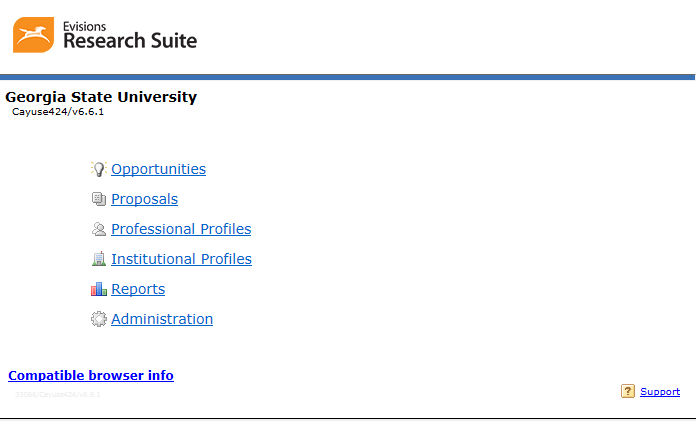 Evisions
Research Suite
Georgia State University
Cayuse424/v6.6.1
Opportunities
Proposals
Professional Profiles
Institutional Profiles
Reports
Administration
Compatible browser info
? Support